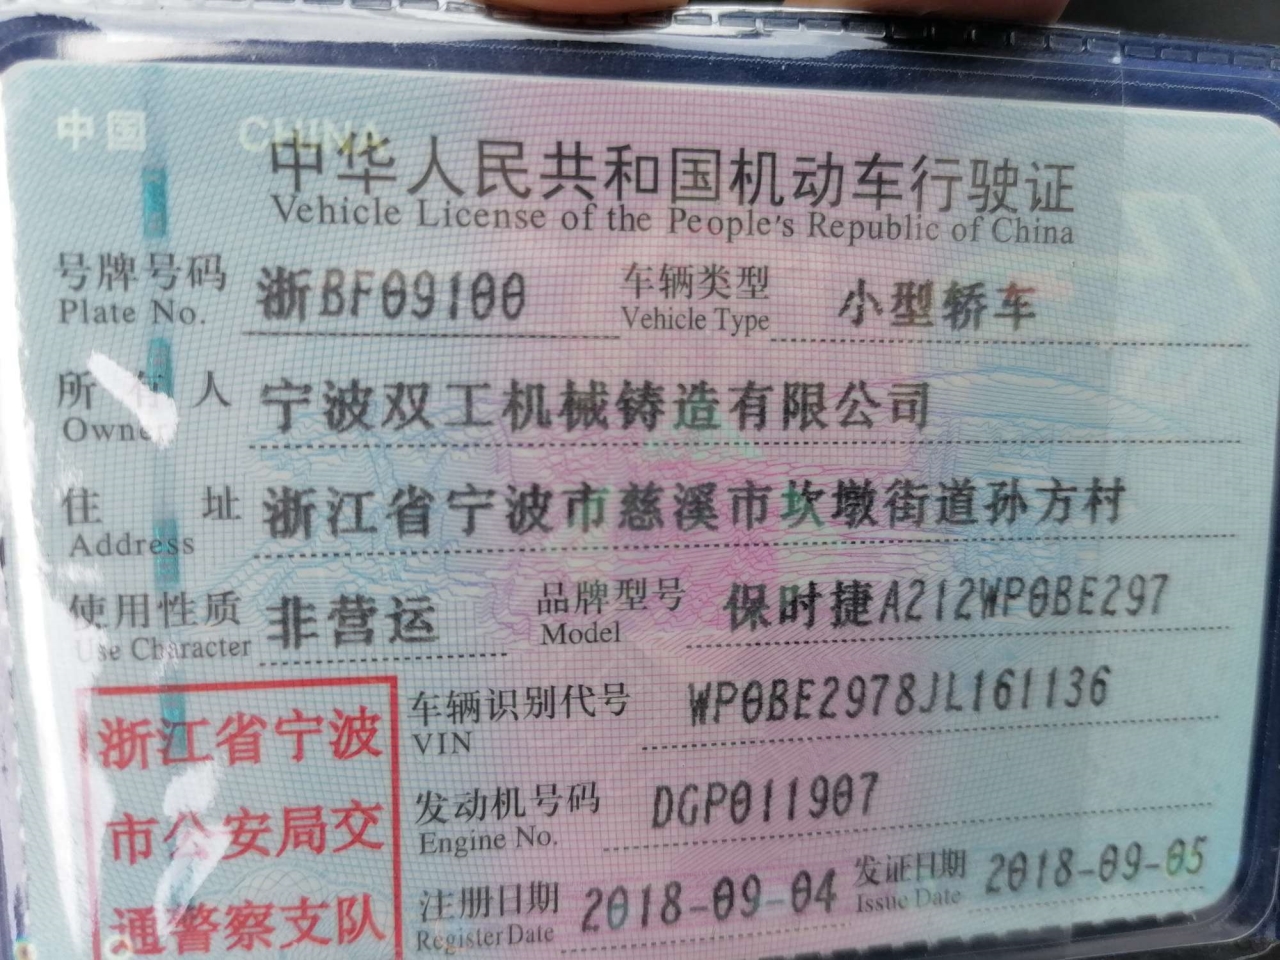 中国 CHINA
中华人民共和国机动车行驶证
Vehicle License of the People's Republic of China
号牌号码 浙BF09100 车辆类型 小型轿车
Plate No. Vehicle Type
所有人 宁波双工机械铸造有限公司
Owner
住址 浙江省宁波市慈溪市坎墩街道孙方村
Address
使用性质 非营运 品牌型号 保时捷A212WP0BE297
Use Character Model
浙江省宁波
市公安局交
通警察支队
车辆识别代号 WP0BE2978JL161136
VIN
发动机号码 DGP011907
Engine No.
注册日期 2018-09-04 发证日期 2018-09-05
Register Date Issue Date